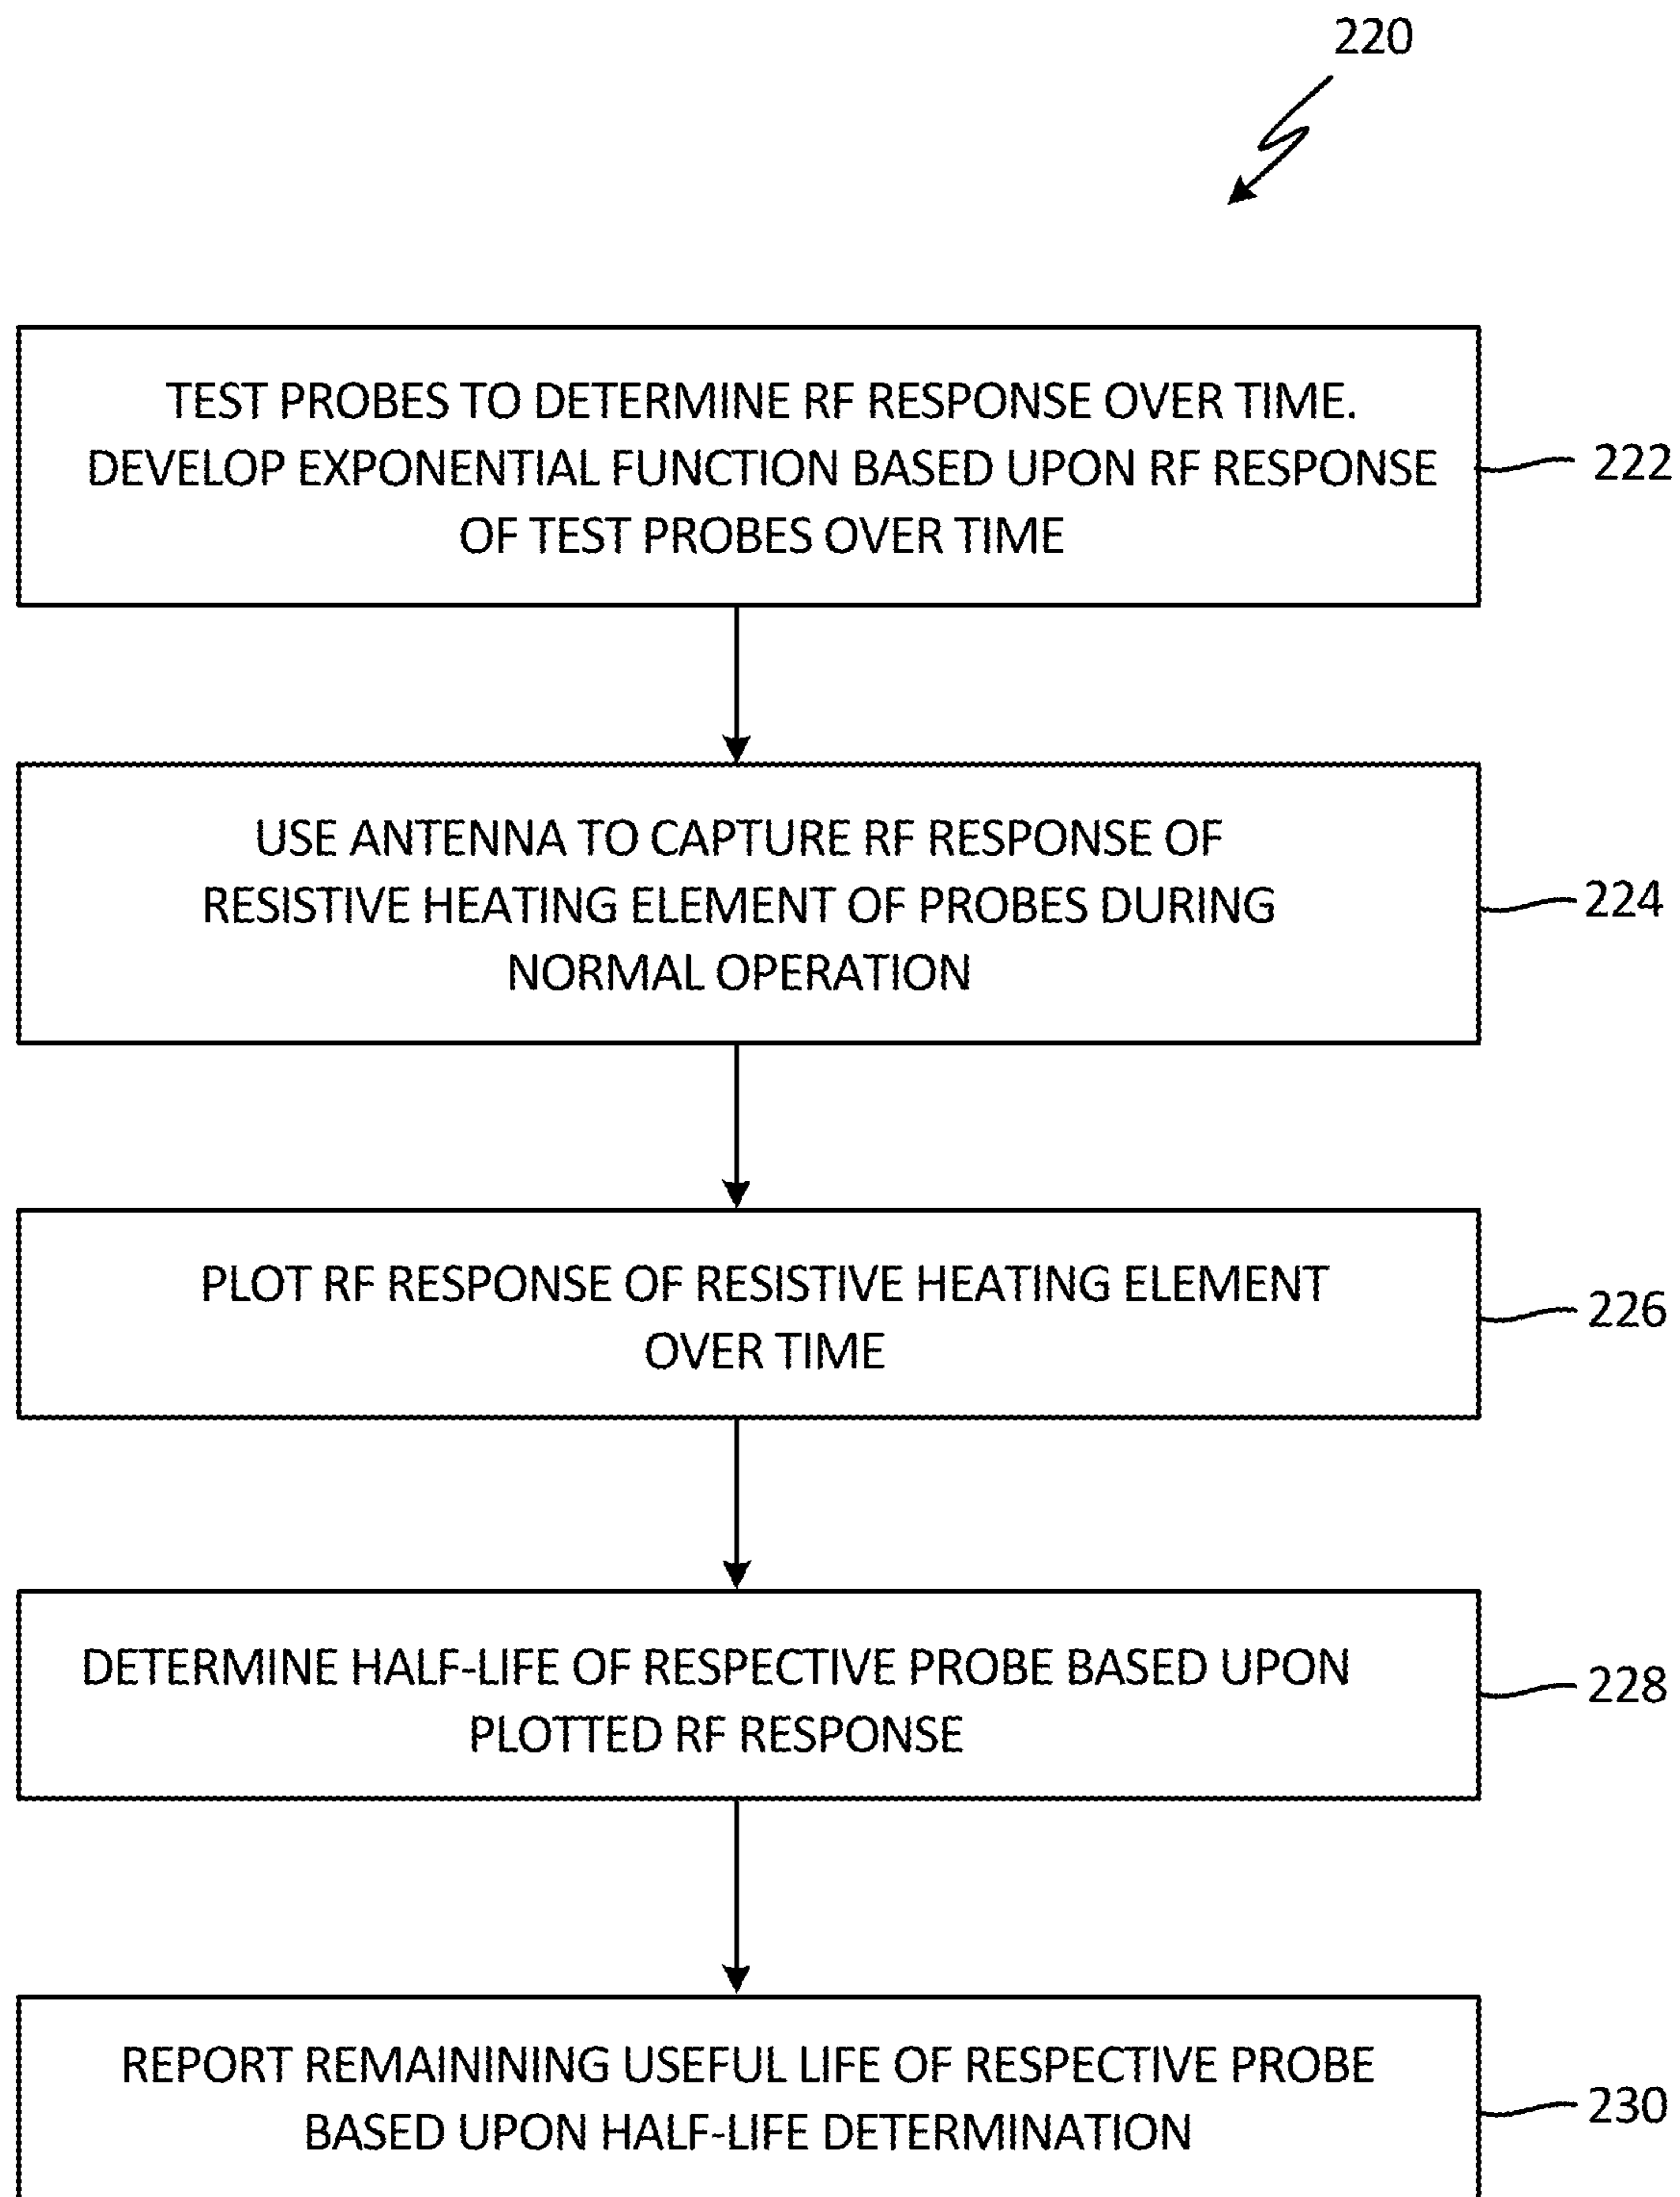 220
TEST PROBES TO DETERMINE RF RESPONSE OVER TIME.
DEVELOP EXPONENTIAL FUNCTION BASED UPON RF RESPONSE
OF TEST PROBES OVER TIME
222
USE ANTENNA TO CAPTURE RF RESPONSE OF
RESISTIVE HEATING ELEMENT OF PROBES DURING
NORMAL OPERATION
224
PLOT RF RESPONSE OF RESISTIVE HEATING ELEMENT
OVER TIME
226
DETERMINE HALF-LIFE OF RESPECTIVE PROBE BASED UPON
PLOTTED RF RESPONSE
228
REPORT REMAINING USEFUL LIFE OF RESPECTIVE PROBE
BASED UPON HALF-LIFE DETERMINATION
230